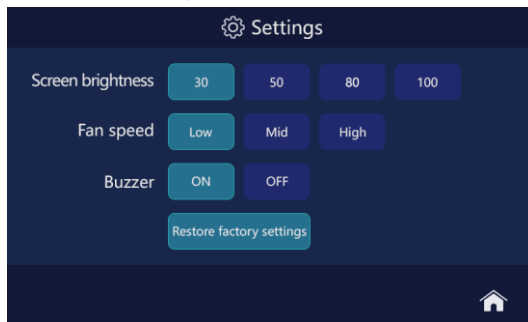 Settings
Screen brightness 30 50 80 100
Fan speed Low Mid High
Buzzer ON OFF
Restore factory settings